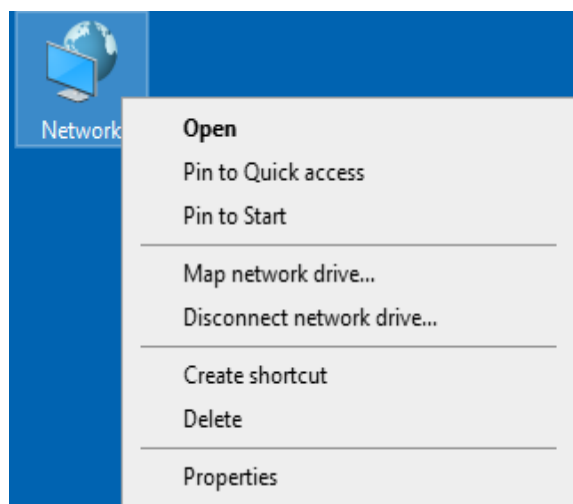 Network
Open
Pin to Quick access
Pin to Start
Map network drive...
Disconnect network drive...
Create shortcut
Delete
Properties